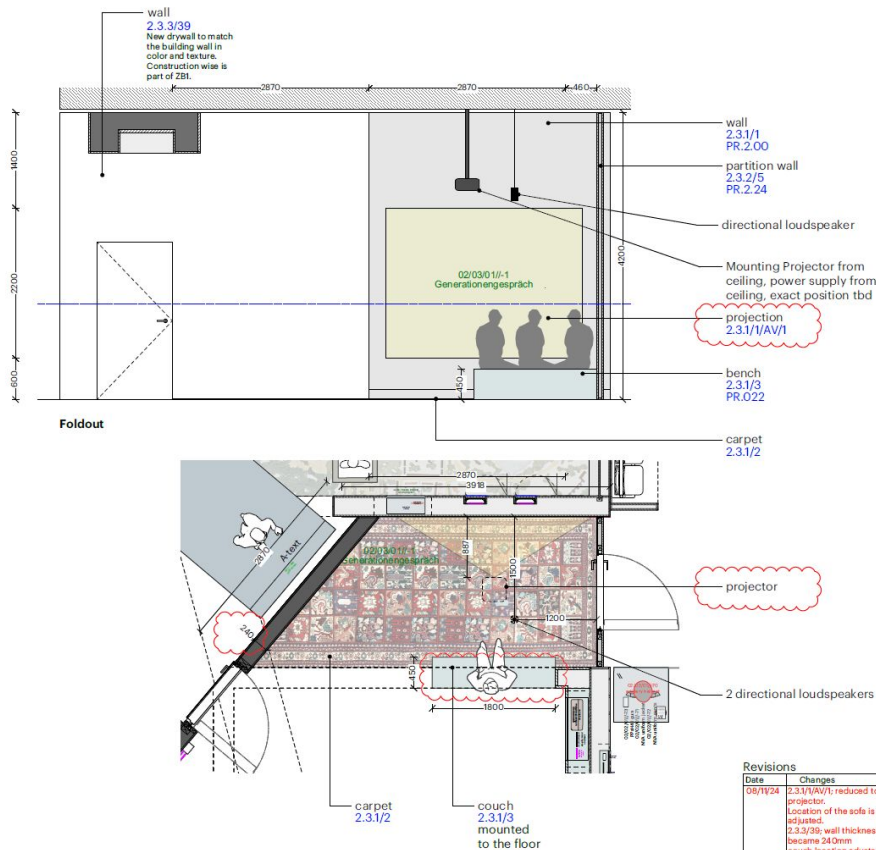 wall
2.3.3/39
New drywall to match
the building wall in
color and texture.
Construction wise is
part of ZB1.
2870
2870
460
1400
2200
600
4200
450
wall
2.3.1/1
PR.2.00
partition wall
2.3.2/5
PR.2.24
directional loudspeaker
Mounting Projector from
ceiling, power supply from
ceiling, exact position tbd
02/03/01//-1
Generationengespräch
projection
2.3.1/1/AV/1
bench
2.3.1/3
PR.022
carpet
2.3.1/2
Foldout
2870
3918
2870
A-text
02/03/01//-1
Generationengespräch
887
1500
1200
240
450
1800
projector
2 directional loudspeakers
carpet
2.3.1/2
couch
2.3.1/3
mounted
to the floor
Revisions
Date Changes
08/11/24 2.3.1/1/AV/1; reduced to
projector.
Location of the sofa is
adjusted.
2.3.3/39; wall thicknes
became 240mm